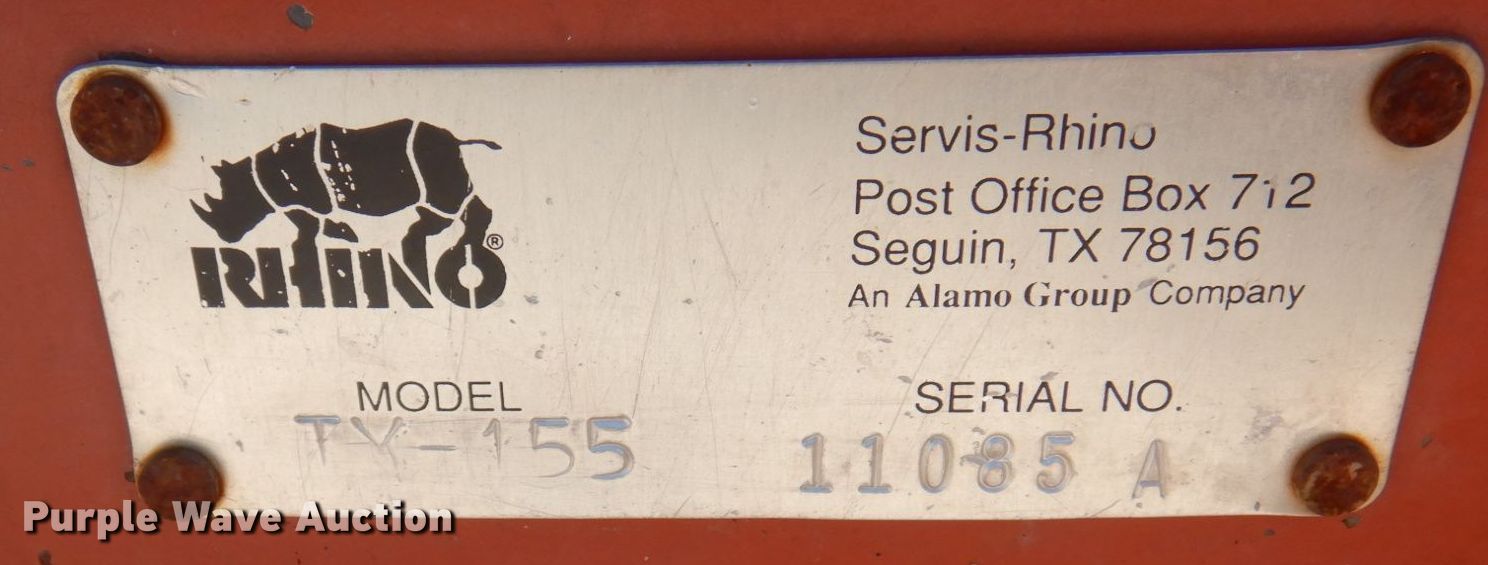 RHINO®
Servis-Rhino
Post Office Box 712
Seguin, TX 78156
An Alamo Group Company
MODEL
TY-155
SERIAL NO.
11085 A
Purple Wave Auction